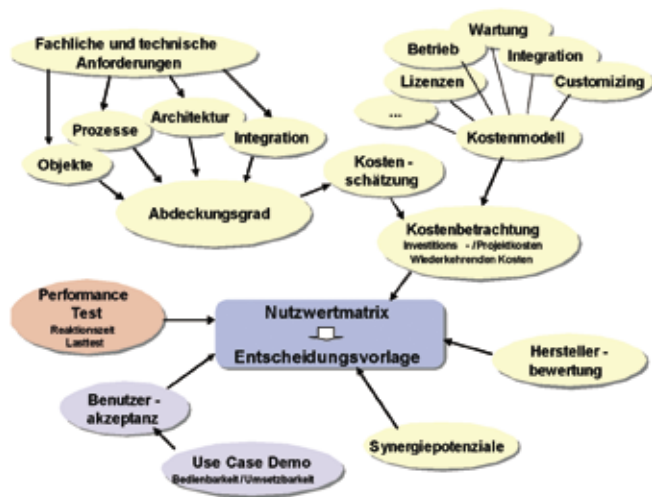 Fachliche und technische
Anforderungen
Prozesse
Architektur
Integration
Objekte
Abdeckungsgrad
Kosten -
schätzung
Wartung
Betrieb
Integration
Lizenzen
Customizing
...
Kostenmodell
Kostenbetrachtung
Investitions - /Projektkosten
Wiederkehrenden Kosten
Performance
Test
Reaktionszeit
Lasttest
Nutzwertmatrix
Entscheidungsvorlage
Hersteller -
bewertung
Benutzer -
akzeptanz
Use Case Demo
Bedienbarkeit/Umsetzbarkeit
Synergiepotenziale